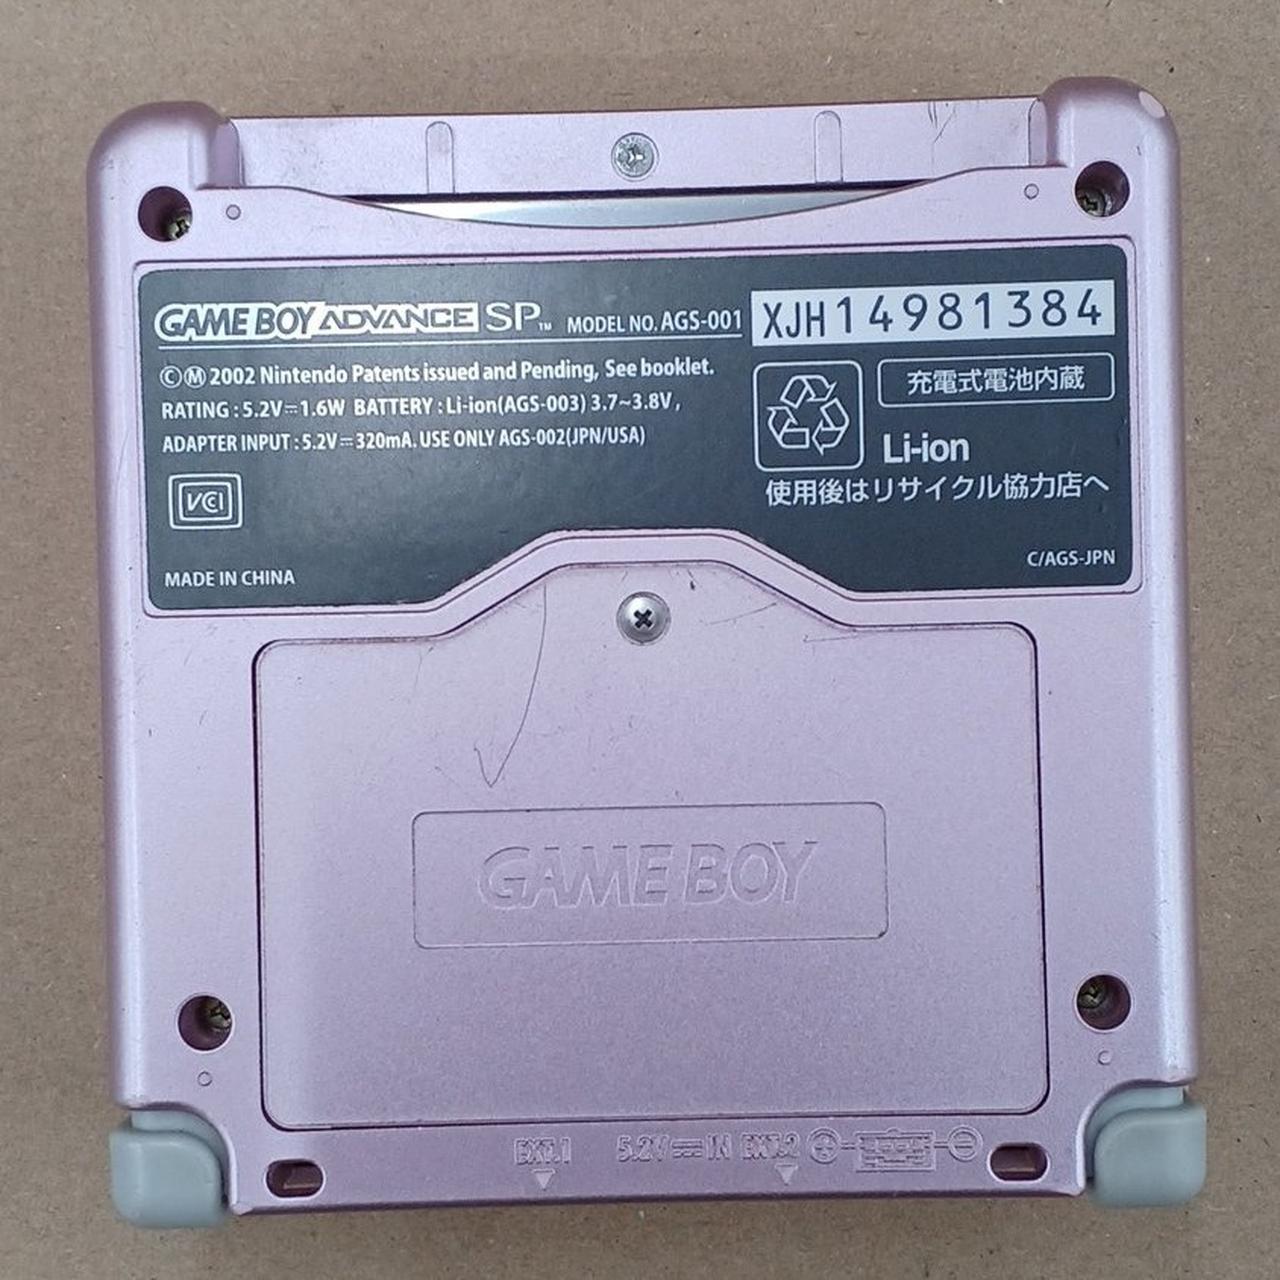 GAME BOY ADVANCE SP™ MODEL NO. AGS-001
XJH14981384
ⒸⓂ 2002 Nintendo Patents issued and Pending, See booklet.
RATING : 5.2V⎓1.6W BATTERY : Li-ion(AGS-003) 3.7~3.8V,
ADAPTER INPUT : 5.2V⎓320mA. USE ONLY AGS-002(JPN/USA)
VCCI
MADE IN CHINA
充電式電池内蔵
Li-ion
使用後はリサイクル協力店へ
C/AGS-JPN
GAME BOY
EXT.1 5.2V⎓IN EXT.2